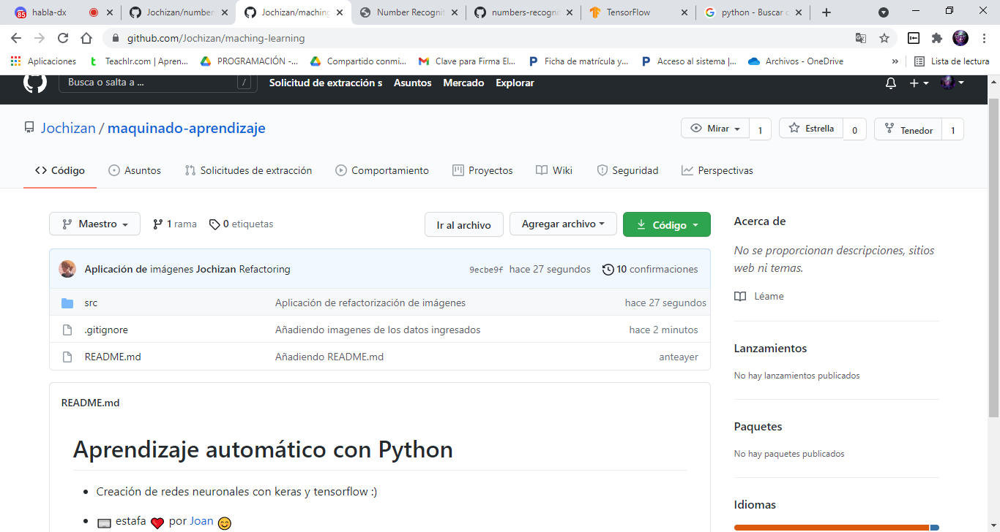 habla-dx
Jochizan/number
Jochizan/maching
Number Recognit
numbers-recogni
TensorFlow
python - Buscar c
github.com/Jochizan/maching-learning
Aplicaciones
Teachlr.com | Apren...
PROGRAMACIÓN -...
Compartido conmi...
Clave para Firma El...
Ficha de matrícula y...
Acceso al sistema |...
Archivos - OneDrive
»
Lista de lectura
Busca o salta a ...
/
Solicitud de extracción s
Asuntos
Mercado
Explorar
Jochizan / maquinado-aprendizaje
Mirar
1
Estrella
0
Tenedor
1
Código
Asuntos
Solicitudes de extracción
Comportamiento
Proyectos
Wiki
Seguridad
Perspectivas
Maestro
1 rama
0 etiquetas
Ir al archivo
Agregar archivo
Código
Aplicación de imágenes Jochizan Refactoring
9ecbe9f
hace 27 segundos
10 confirmaciones
src
Aplicación de refactorización de imágenes
hace 27 segundos
.gitignore
Añadiendo imagenes de los datos ingresados
hace 2 minutos
README.md
Añadiendo README.md
anteayer
README.md
Aprendizaje automático con Python
• Creación de redes neuronales con keras y tensorflow :)
• ⌨️ estafa ❤️ por Joan 😊
Acerca de
No se proporcionan descripciones, sitios
web ni temas.
Léame
Lanzamientos
No hay lanzamientos publicados
Paquetes
No hay paquetes publicados
Idiomas